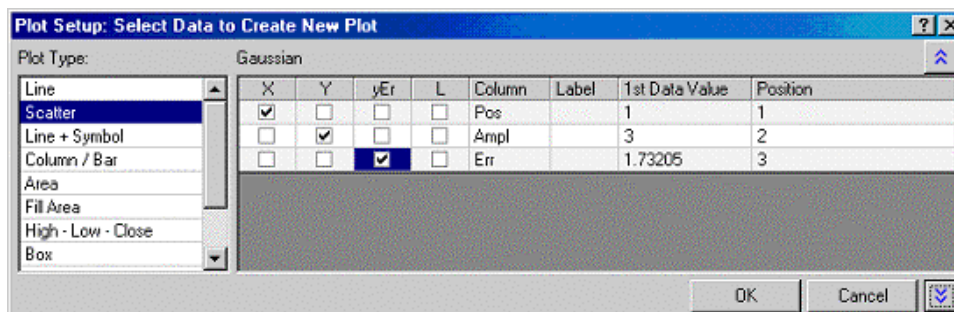 Plot Setup: Select Data to Create New Plot
Plot Type:
Gaussian
Line
Scatter
Line + Symbol
Column / Bar
Area
Fill Area
High - Low - Close
Box
X Y yEr L Column Label 1st Data Value Position
Pos 1 1
Ampl 3 2
Err 1.73205 3
OK Cancel